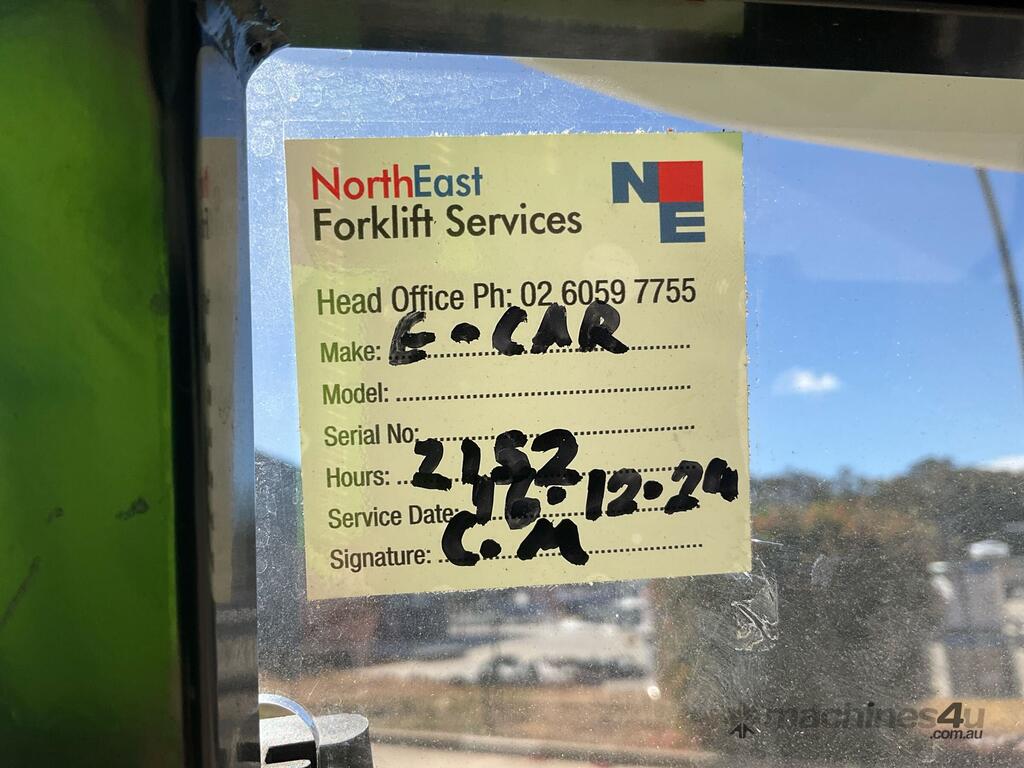 NorthEast
Forklift Services
NE
Head Office Ph: 02 6059 7755
Make: E-CAR
Model:
Serial No:
Hours: 2152
Service Date: 16.12.24
Signature: C.M
machines4u
.com.au